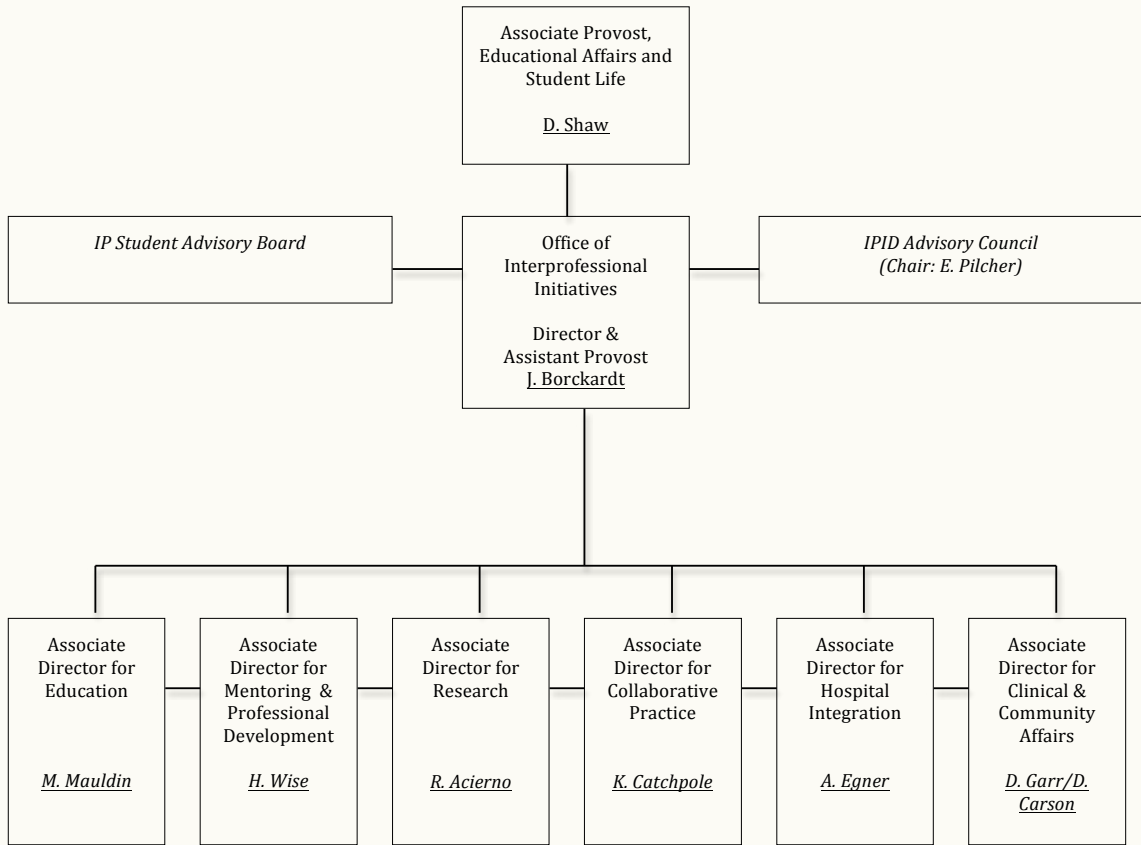 Associate Provost,
Educational Affairs and
Student Life
D. Shaw
IP Student Advisory Board
Office of
Interprofessional
Initiatives
Director &
Assistant Provost
J. Borckardt
IPID Advisory Council
(Chair: E. Pilcher)
Associate
Director for
Education
M. Mauldin
Associate
Director for
Mentoring &
Professional
Development
H. Wise
Associate
Director for
Research
R. Acierno
Associate
Director for
Collaborative
Practice
K. Catchpole
Associate
Director for
Hospital
Integration
A. Egner
Associate
Director for
Clinical &
Community
Affairs
D. Garr/D.
Carson